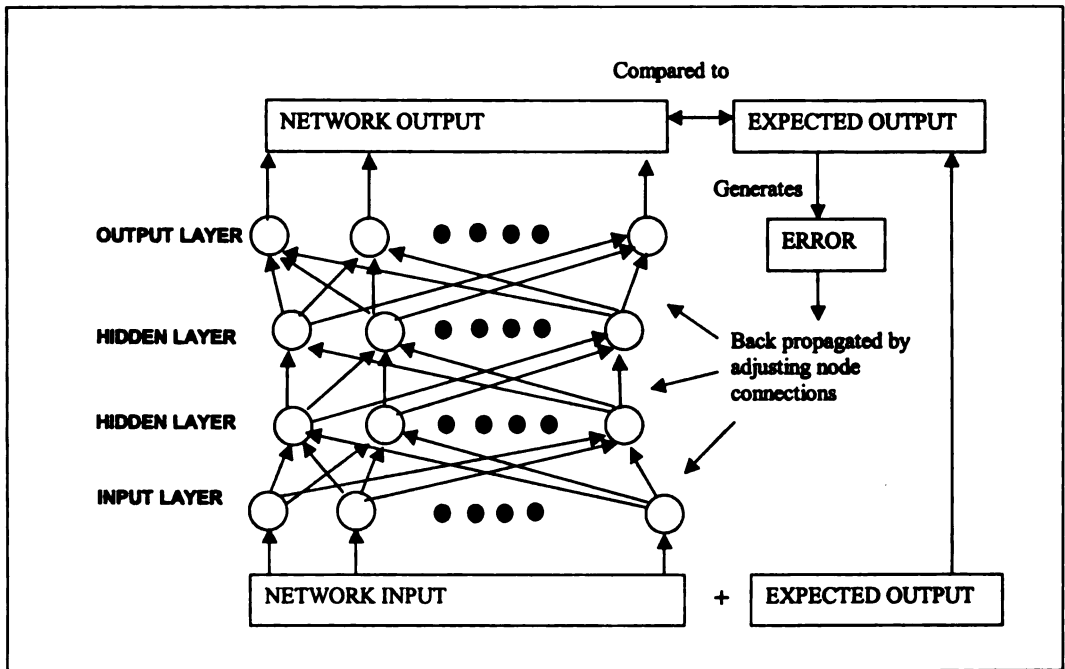 Compared to
NETWORK OUTPUT
EXPECTED OUTPUT
Generates
OUTPUT LAYER
ERROR
HIDDEN LAYER
Back propagated by
adjusting node
connections
HIDDEN LAYER
INPUT LAYER
NETWORK INPUT
+
EXPECTED OUTPUT